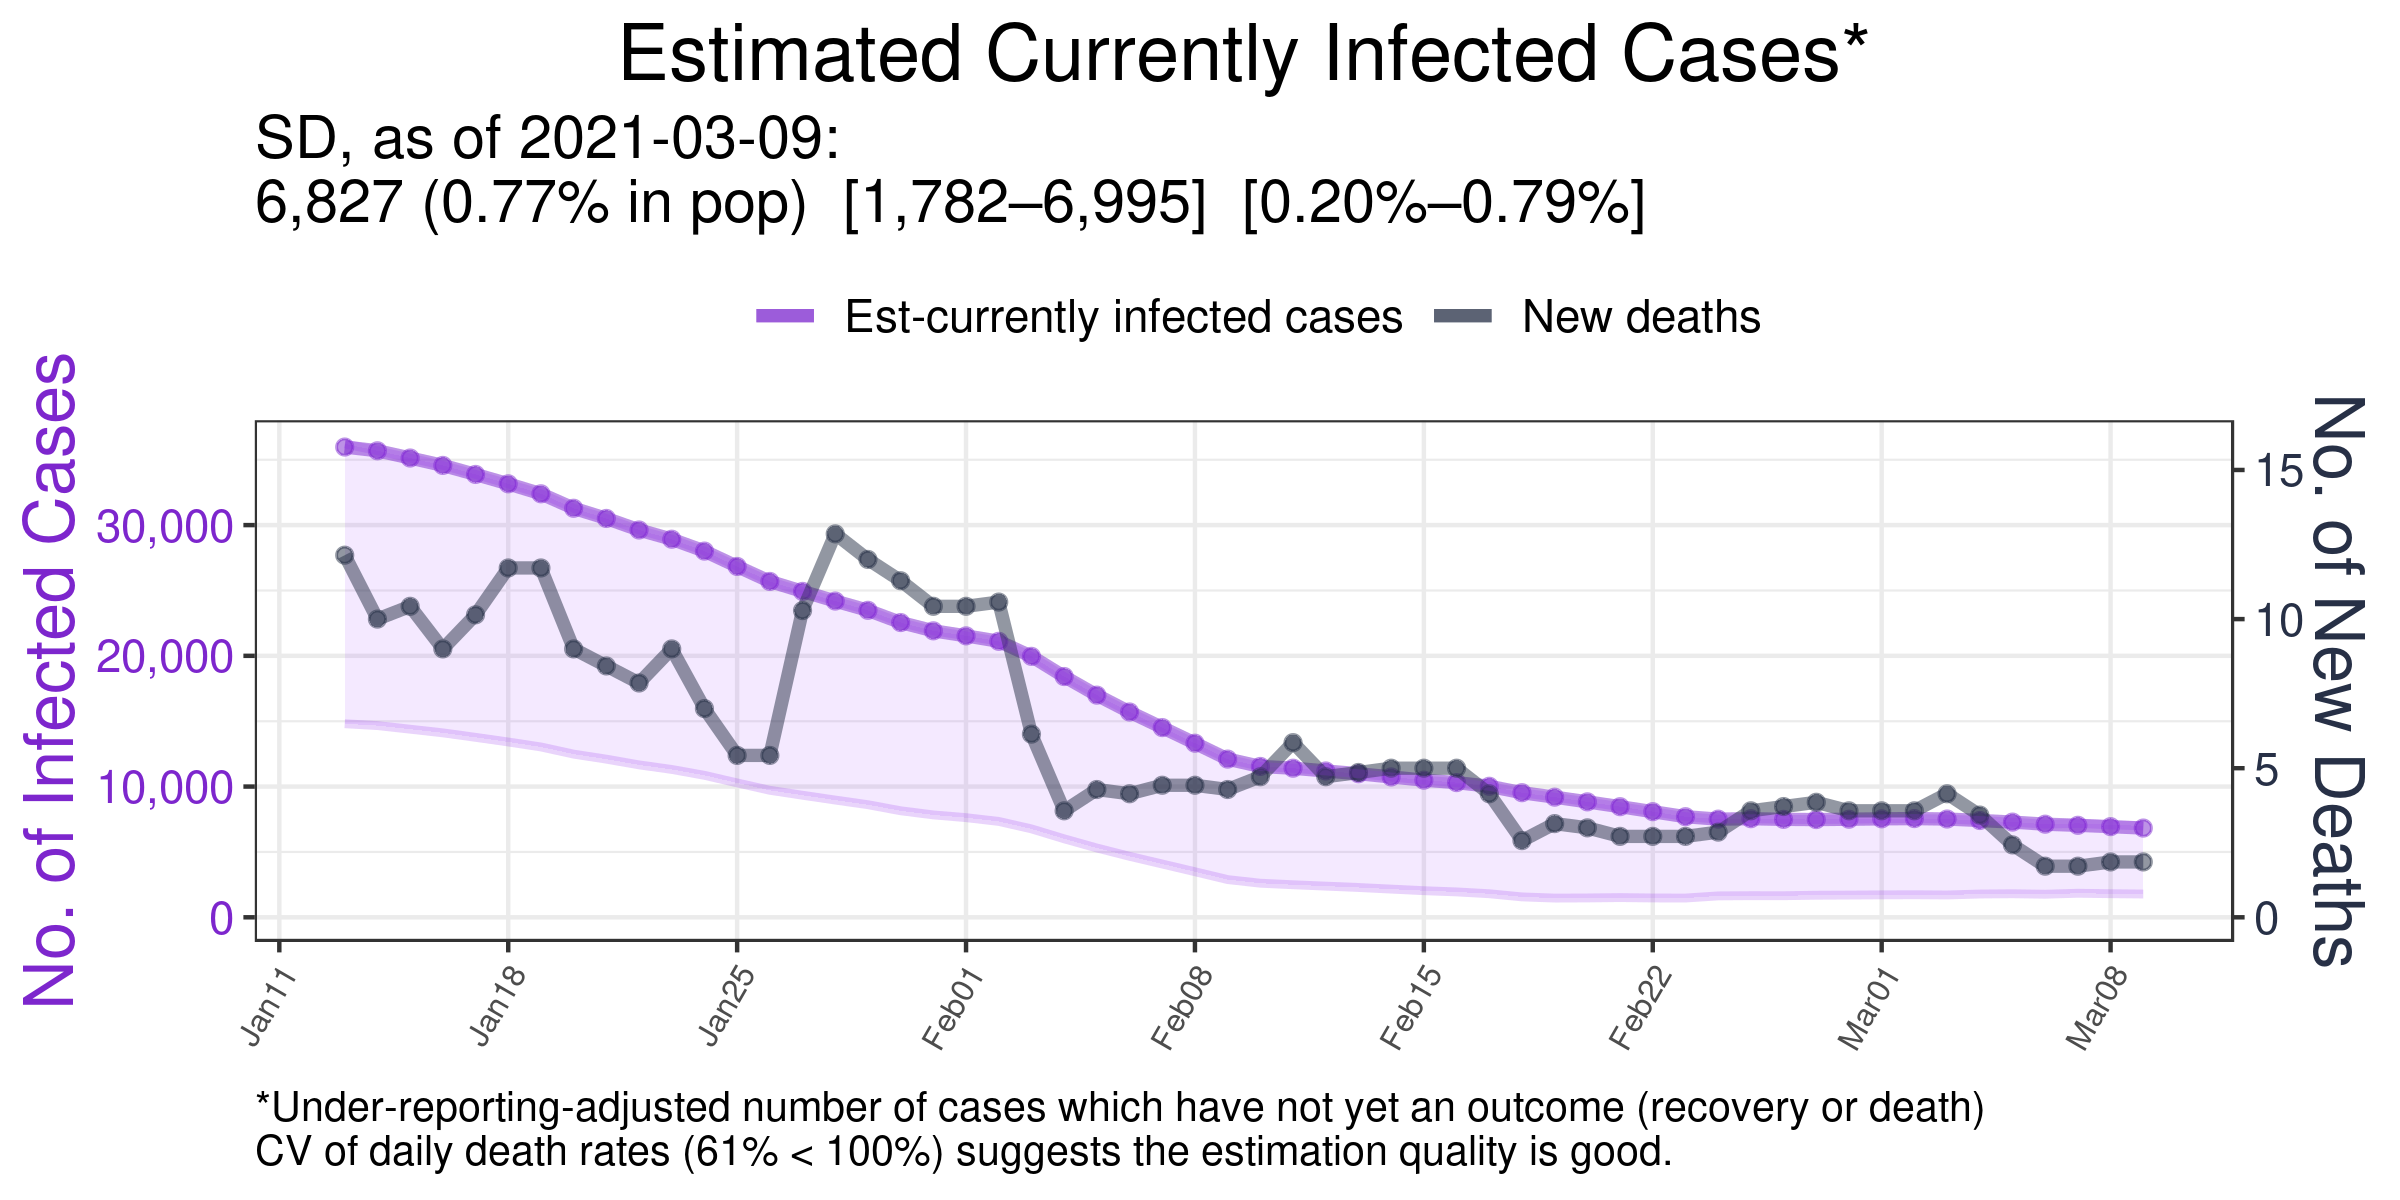 Estimated Currently Infected Cases*
SD, as of 2021-03-09:
6,827 (0.77% in pop)  [1,782–6,995]  [0.20%–0.79%]
Est-currently infected cases
New deaths
No. of Infected Cases
30,000
20,000
10,000
0
15
10
5
0
No. of New Deaths
Jan11
Jan18
Jan25
Feb01
Feb08
Feb15
Feb22
Mar01
Mar08
*Under-reporting-adjusted number of cases which have not yet an outcome (recovery or death)
CV of daily death rates (61% < 100%) suggests the estimation quality is good.